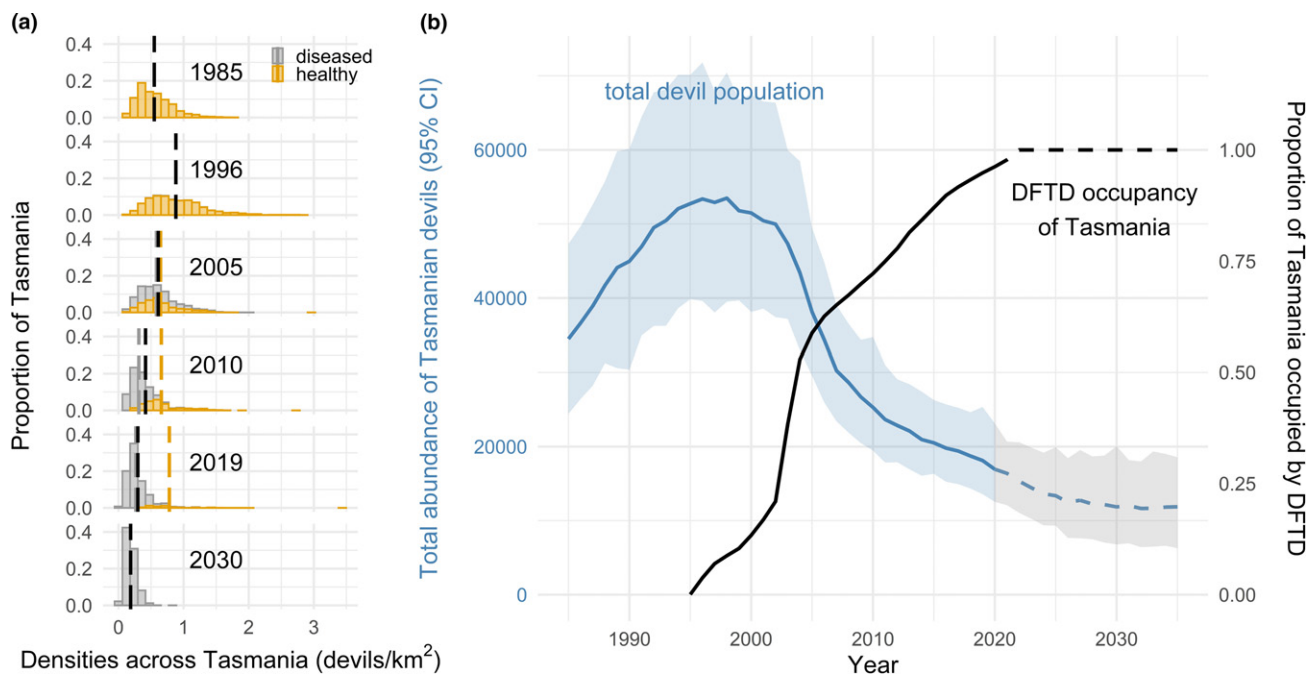 (a)
Proportion of Tasmania
diseased
healthy
0.4
0.2
0.0
1985
0.4
0.2
0.0
1996
0.4
0.2
0.0
2005
0.4
0.2
0.0
2010
0.4
0.2
0.0
2019
0.4
0.2
0.0
2030
0 1 2 3
Densities across Tasmania (devils/km²)
(b)
Total abundance of Tasmanian devils (95% CI)
60000
40000
20000
0
total devil population
DFTD occupancy
of Tasmania
1.00
0.75
0.50
0.25
0.00
Proportion of Tasmania occupied by DFTD
1990 2000 2010 2020 2030
Year